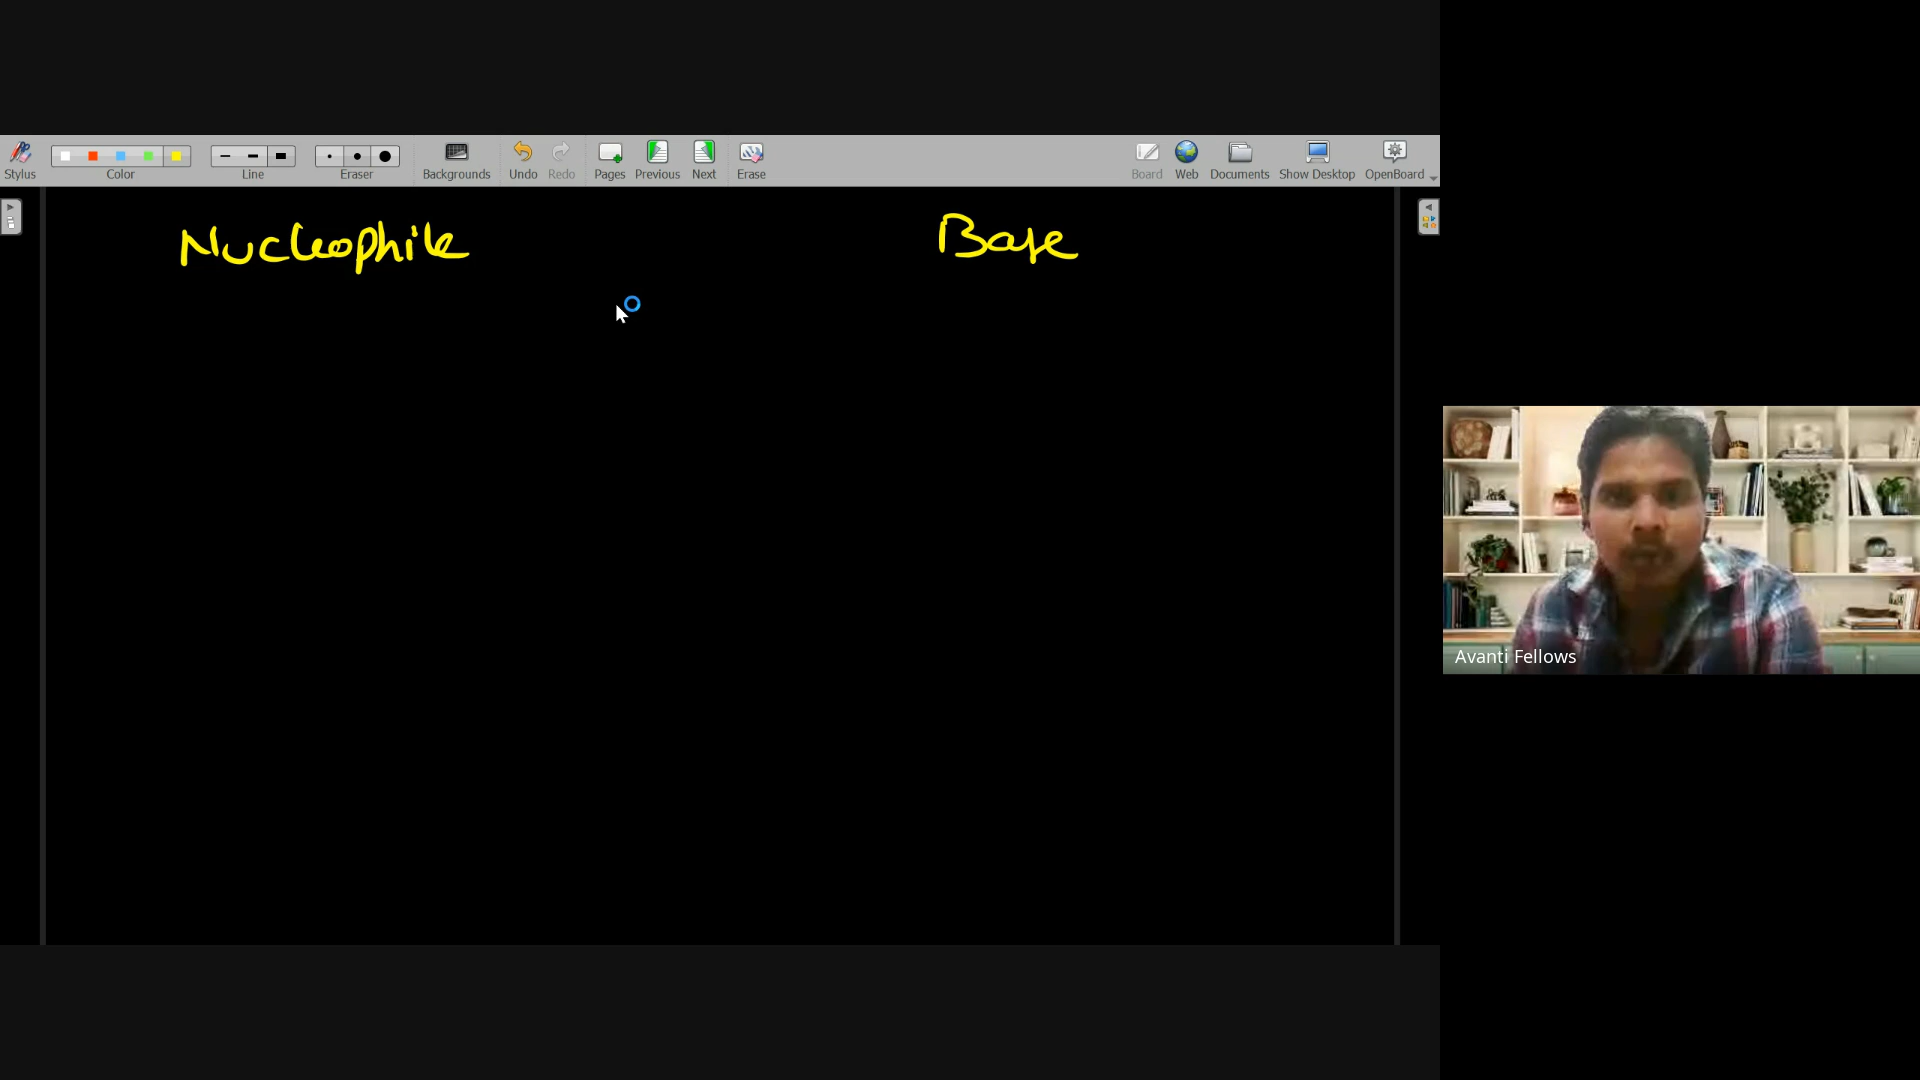 Stylus Color Line Eraser Backgrounds Undo Redo Pages Previous Next Erase Board Web Documents Show Desktop OpenBoard
Nucleophile Base
Avanti Fellows